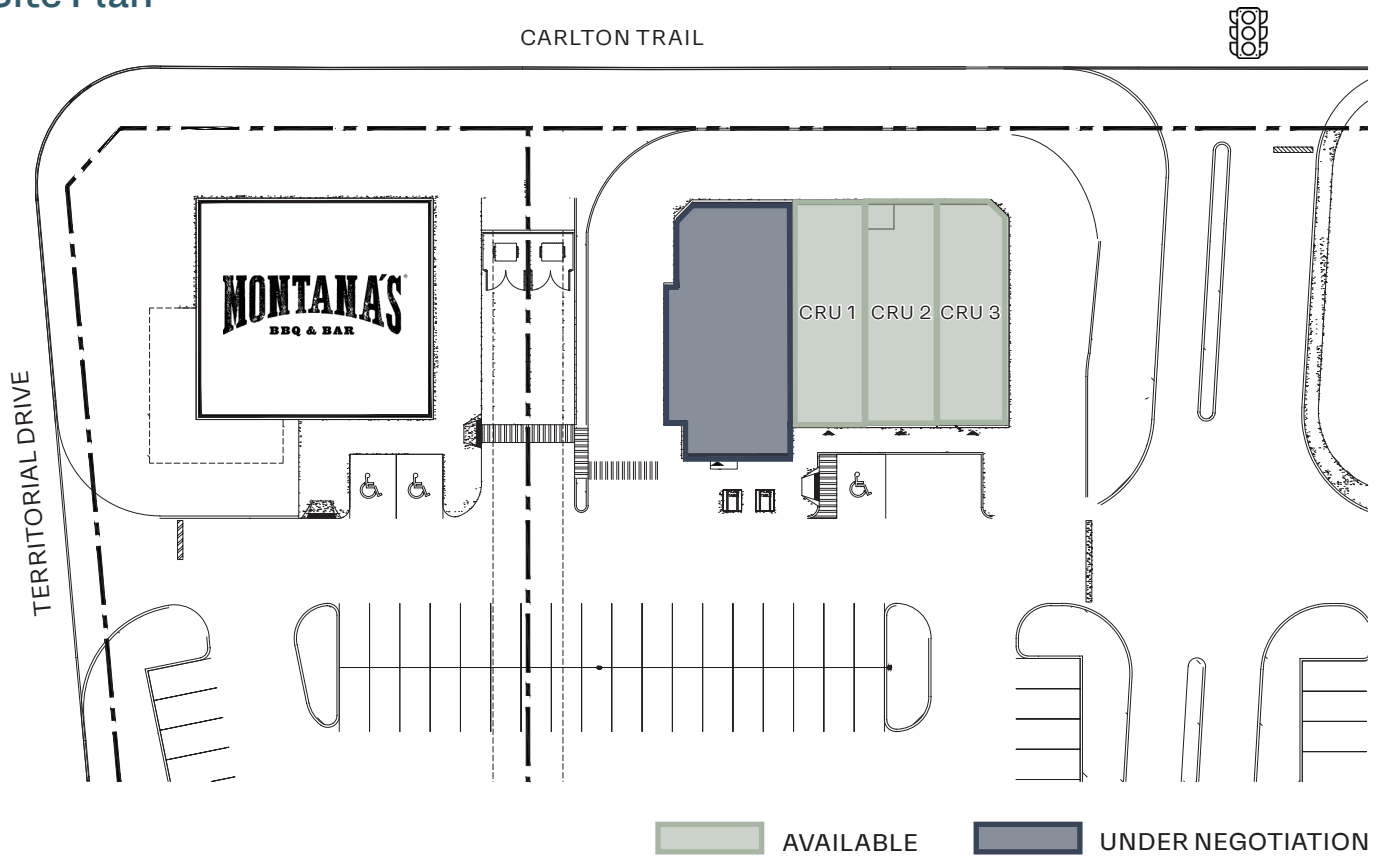 Site Plan
CARLTON TRAIL
MONTANA'S
BBQ & BAR
CRU 1
CRU 2
CRU 3
TERRITORIAL DRIVE
AVAILABLE
UNDER NEGOTIATION